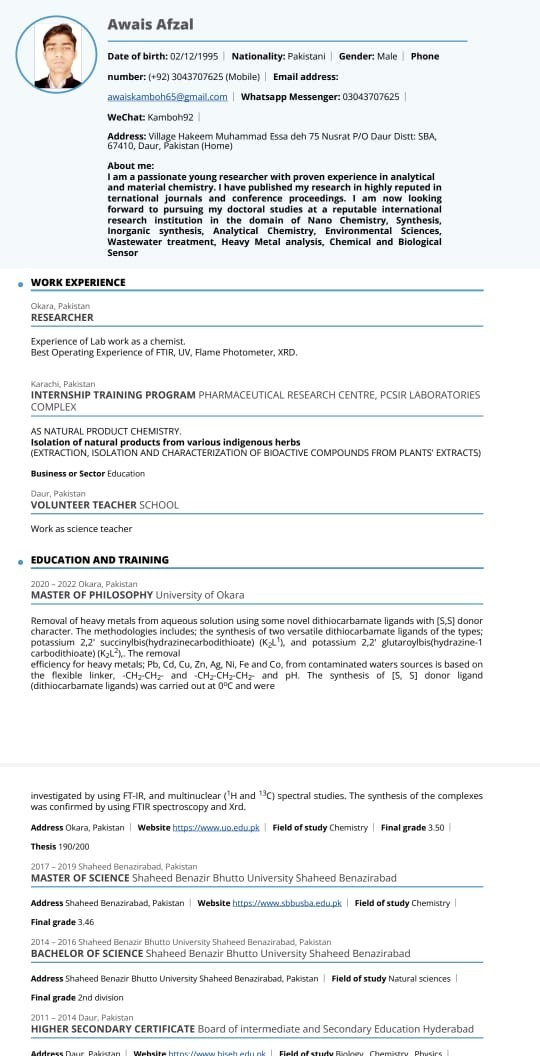 Awais Afzal
Date of birth: 02/12/1995 | Nationality: Pakistani | Gender: Male | Phone
number: (+92) 3043707625 (Mobile) | Email address:
awaiskamboh65@gmail.com | Whatsapp Messenger: 03043707625 |
WeChat: Kamboh92 |
Address: Village Hakeem Muhammad Essa deh 75 Nusrat P/O Daur Distt: SBA,
67410, Daur, Pakistan (Home)
About me:
I am a passionate young researcher with proven experience in analytical
and material chemistry. I have published my research in highly reputed in
ternational journals and conference proceedings. I am now looking
forward to pursuing my doctoral studies at a reputable international
research institution in the domain of Nano Chemistry, Synthesis,
Inorganic synthesis, Analytical Chemistry, Environmental Sciences,
Wastewater treatment, Heavy Metal analysis, Chemical and Biological
Sensor
WORK EXPERIENCE
Okara, Pakistan
RESEARCHER
Experience of Lab work as a chemist.
Best Operating Experience of FTIR, UV, Flame Photometer, XRD.
Karachi, Pakistan
INTERNSHIP TRAINING PROGRAM PHARMACEUTICAL RESEARCH CENTRE, PCSIR LABORATORIES
COMPLEX
AS NATURAL PRODUCT CHEMISTRY.
Isolation of natural products from various indigenous herbs
(EXTRACTION, ISOLATION AND CHARACTERIZATION OF BIOACTIVE COMPOUNDS FROM PLANTS' EXTRACTS)
Business or Sector Education
Daur, Pakistan
VOLUNTEER TEACHER SCHOOL
Work as science teacher
EDUCATION AND TRAINING
2020 – 2022 Okara, Pakistan
MASTER OF PHILOSOPHY University of Okara
Removal of heavy metals from aqueous solution using some novel dithiocarbamate ligands with [S,S] donor
character. The methodologies includes; the synthesis of two versatile dithiocarbamate ligands of the types;
potassium 2,2' succinylbis(hydrazinecarbodithioate) (K₂L¹), and potassium 2,2' glutaroylbis(hydrazine-1
carbodithioate) (K₂L²),. The removal
efficiency for heavy metals; Pb, Cd, Cu, Zn, Ag, Ni, Fe and Co, from contaminated waters sources is based on
the flexible linker, -CH₂-CH₂- and -CH₂-CH₂-CH₂- and pH. The synthesis of [S, S] donor ligand
(dithiocarbamate ligands) was carried out at 0⁰C and were
investigated by using FT-IR, and multinuclear (¹H and ¹³C) spectral studies. The synthesis of the complexes
was confirmed by using FTIR spectroscopy and Xrd.
Address Okara, Pakistan | Website https://www.uo.edu.pk | Field of study Chemistry | Final grade 3.50 |
Thesis 190/200
2017 – 2019 Shaheed Benazirabad, Pakistan
MASTER OF SCIENCE Shaheed Benazir Bhutto University Shaheed Benazirabad
Address Shaheed Benazirabad, Pakistan | Website https://www.sbbusba.edu.pk | Field of study Chemistry |
Final grade 3.46
2014 – 2016 Shaheed Benazir Bhutto University Shaheed Benazirabad, Pakistan
BACHELOR OF SCIENCE Shaheed Benazir Bhutto University Shaheed Benazirabad
Address Shaheed Benazir Bhutto University Shaheed Benazirabad, Pakistan | Field of study Natural sciences |
Final grade 2nd division
2011 – 2014 Daur, Pakistan
HIGHER SECONDARY CERTIFICATE Board of intermediate and Secondary Education Hyderabad
Address Daur, Pakistan | Website https://www.biseh.edu.pk | Field of study Biology , Chemistry , Physics |